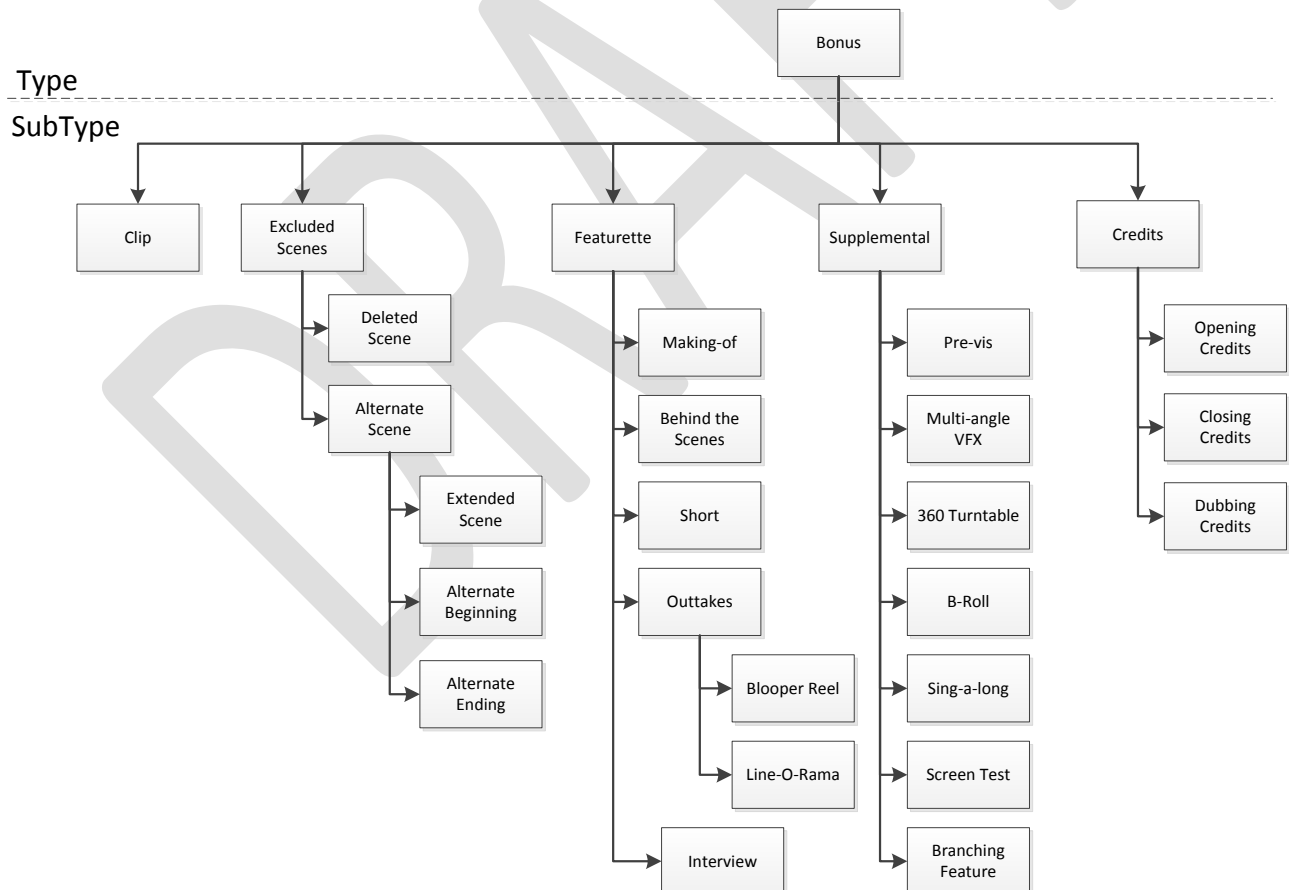 Bonus
Type
SubType
Clip
Excluded
Scenes
Featurette
Supplemental
Credits
Deleted
Scene
Alternate
Scene
Extended
Scene
Alternate
Beginning
Alternate
Ending
Making-of
Behind the
Scenes
Short
Outtakes
Blooper Reel
Line-O-Rama
Interview
Pre-vis
Multi-angle
VFX
360 Turntable
B-Roll
Sing-a-long
Screen Test
Branching
Feature
Opening
Credits
Closing
Credits
Dubbing
Credits